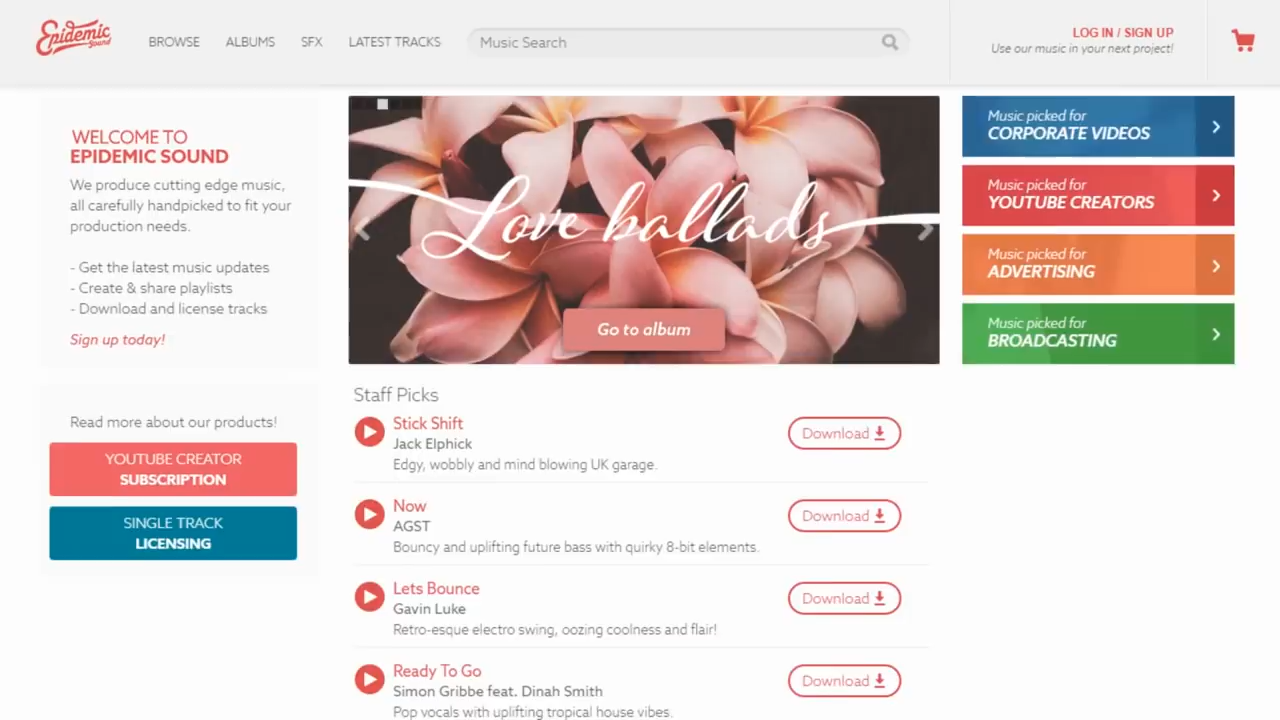 Epidemic
Sound
BROWSE
ALBUMS
SFX
LATEST TRACKS
Music Search
LOG IN / SIGN UP
Use our music in your next project!
WELCOME TO
EPIDEMIC SOUND
We produce cutting edge music,
all carefully handpicked to fit your
production needs.
- Get the latest music updates
- Create & share playlists
- Download and license tracks
Sign up today!
Read more about our products!
YOUTUBE CREATOR
SUBSCRIPTION
SINGLE TRACK
LICENSING
Love ballads
Go to album
Staff Picks
Stick Shift
Jack Elphick
Edgy, wobbly and mind blowing UK garage.
Download
Now
AGST
Bouncy and uplifting future bass with quirky 8-bit elements.
Download
Lets Bounce
Gavin Luke
Retro-esque electro swing, oozing coolness and flair!
Download
Ready To Go
Simon Gribbe feat. Dinah Smith
Pop vocals with uplifting tropical house vibes.
Download
Music picked for
CORPORATE VIDEOS
Music picked for
YOUTUBE CREATORS
Music picked for
ADVERTISING
Music picked for
BROADCASTING